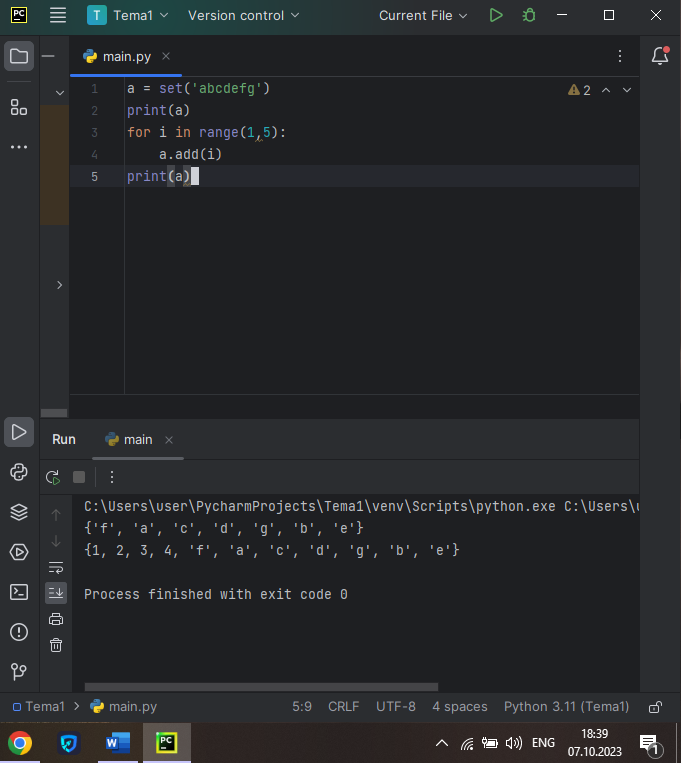 PC T Tema1 Version control Current File
main.py
1 a = set('abcdefg') 2
2 print(a)
3 for i in range(1,5):
4 a.add(i)
5 print(a)
Run main
C:\Users\user\PycharmProjects\Tema1\venv\Scripts\python.exe C:\Users\
{'f', 'a', 'c', 'd', 'g', 'b', 'e'}
{1, 2, 3, 4, 'f', 'a', 'c', 'd', 'g', 'b', 'e'}
Process finished with exit code 0
Tema1 > main.py 5:9 CRLF UTF-8 4 spaces Python 3.11 (Tema1)
W PC ENG 18:39
07.10.2023 1